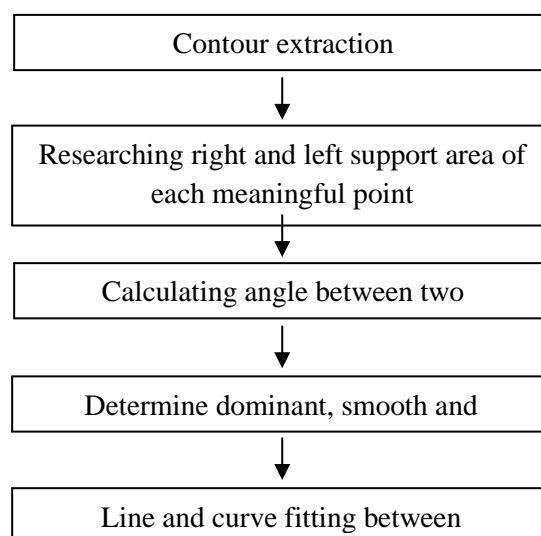 Contour extraction
Researching right and left support area of
each meaningful point
Calculating angle between two
Determine dominant, smooth and
Line and curve fitting between